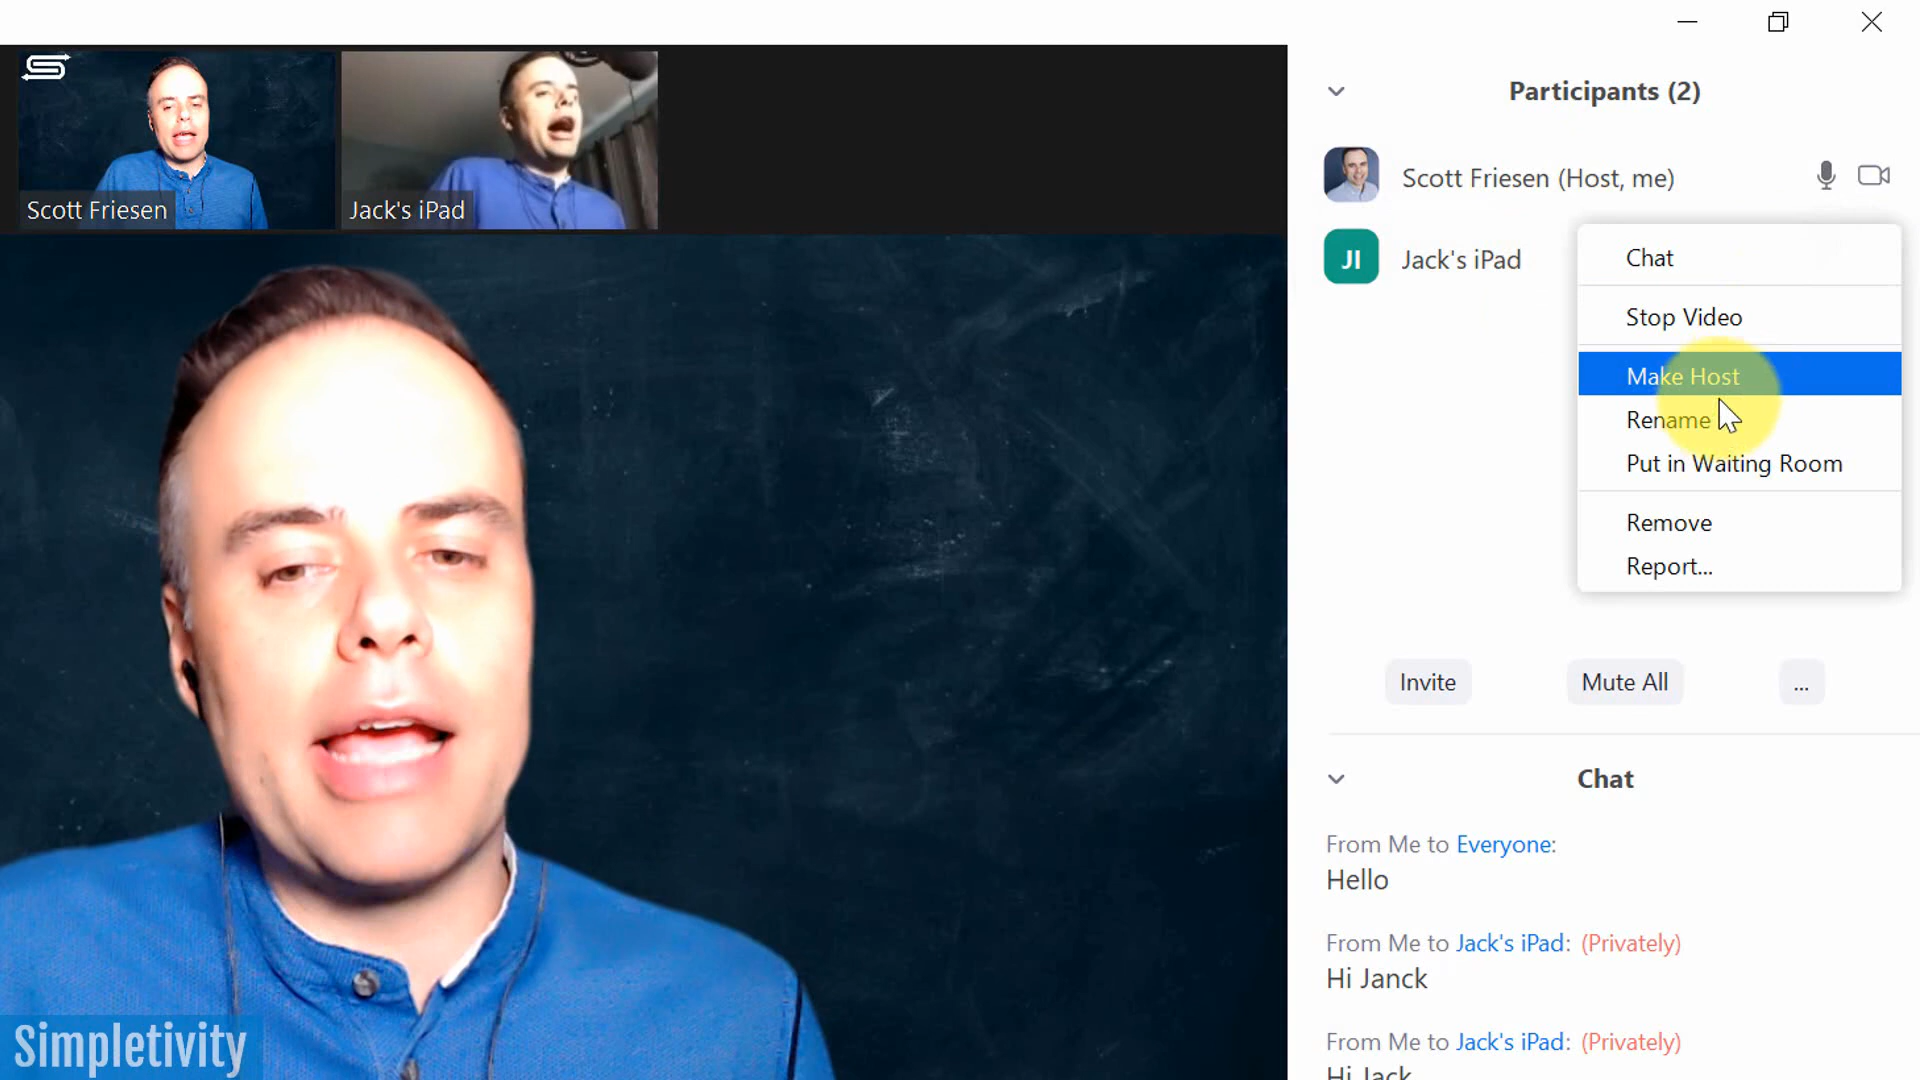 Scott Friesen
Jack's iPad
Participants (2)
Scott Friesen (Host, me)
JI
Jack's iPad
Chat
Stop Video
Make Host
Rename
Put in Waiting Room
Remove
Report...
Invite
Mute All
...
Chat
From Me to Everyone:
Hello
From Me to Jack's iPad: (Privately)
Hi Janck
From Me to Jack's iPad: (Privately)
Hi Jack
Simpletivity